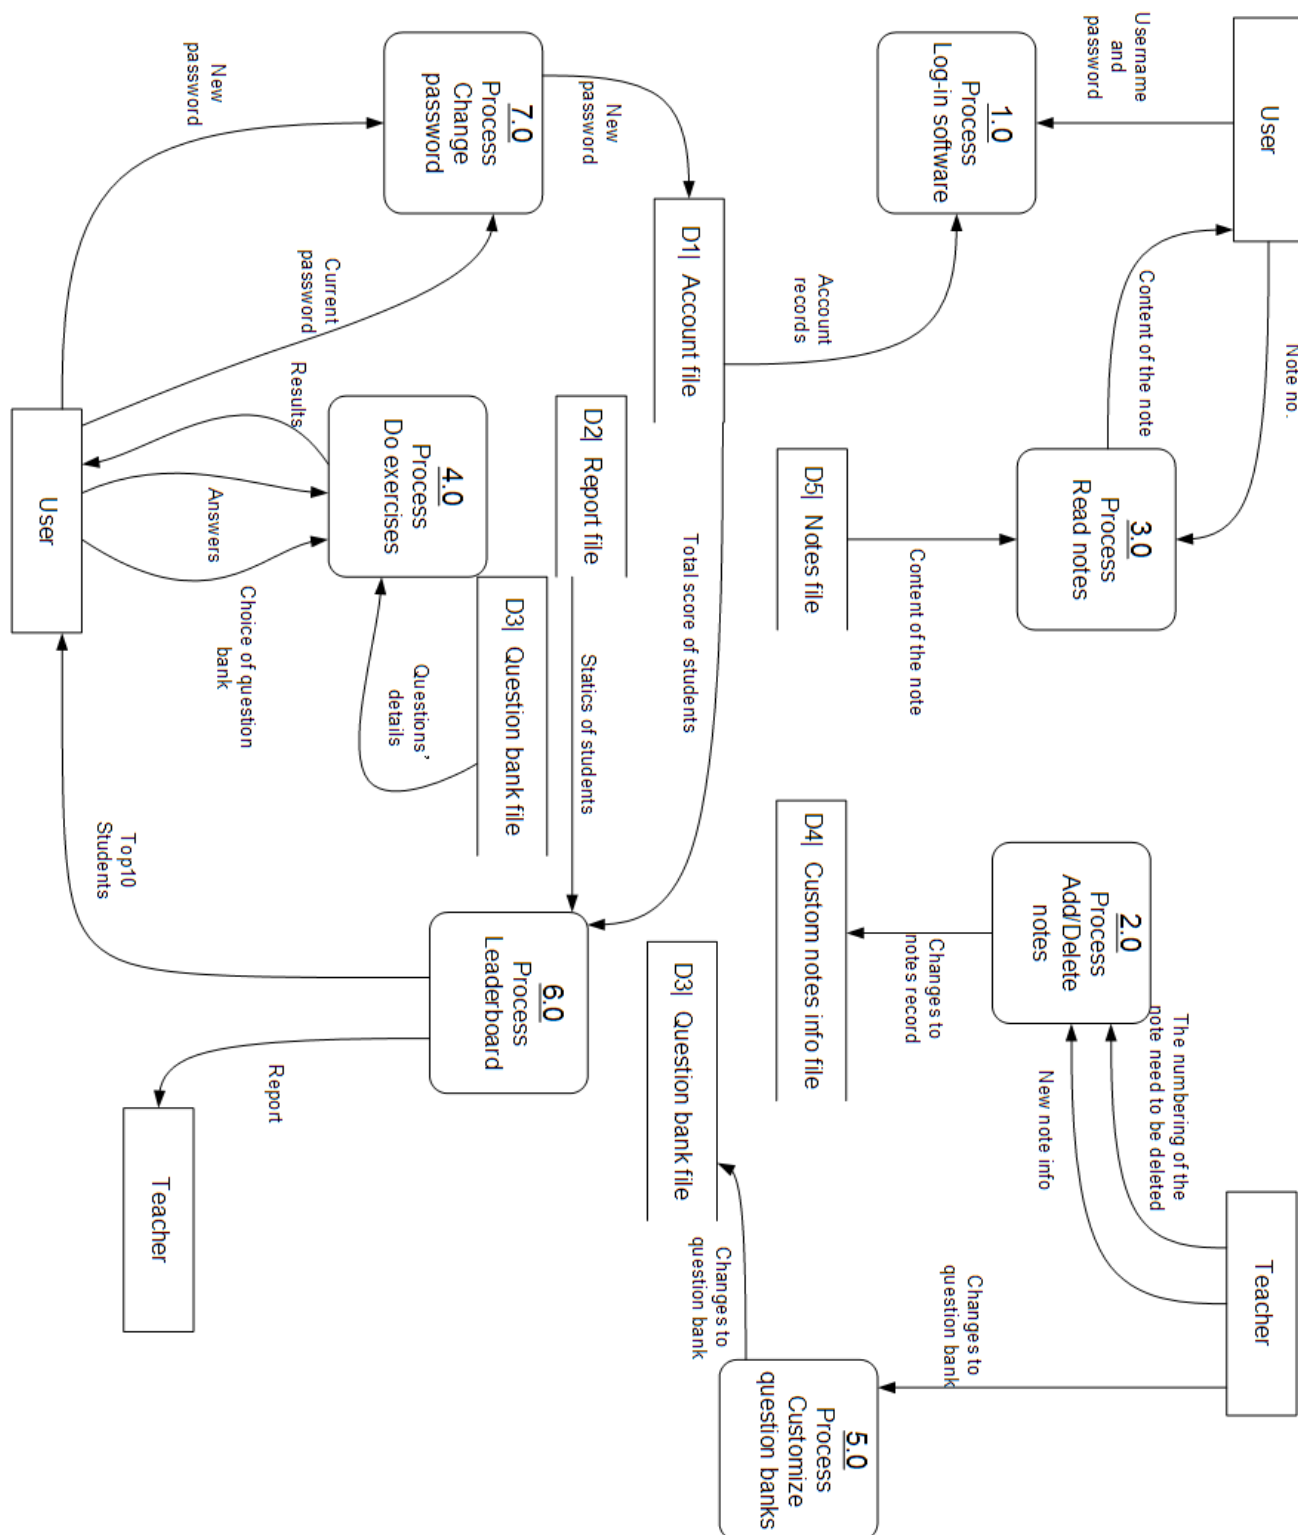 User
Username
and
password
1.0
Process
Log-in software
Account
records
Content of the note
Note no.
3.0
Process
Read notes
D5| Notes file
Content of the note
7.0
Process
Change
password
New
password
New
password
Current
password
D1| Account file
Results
4.0
Process
Do exercises
D2| Report file
User
Answers
Choice of question
bank
Questions’
details
D3| Question bank file
Statics of students
Total score of students
Top10
Students
6.0
Process
Leaderboard
Report
Teacher
2.0
Process
Add/Delete
notes
D4| Custom notes info file
Changes to
notes record
The numbering of the
note need to be deleted
New note info
Teacher
D3| Question bank file
Changes to
question bank
Changes to
question bank
5.0
Process
Customize
question banks